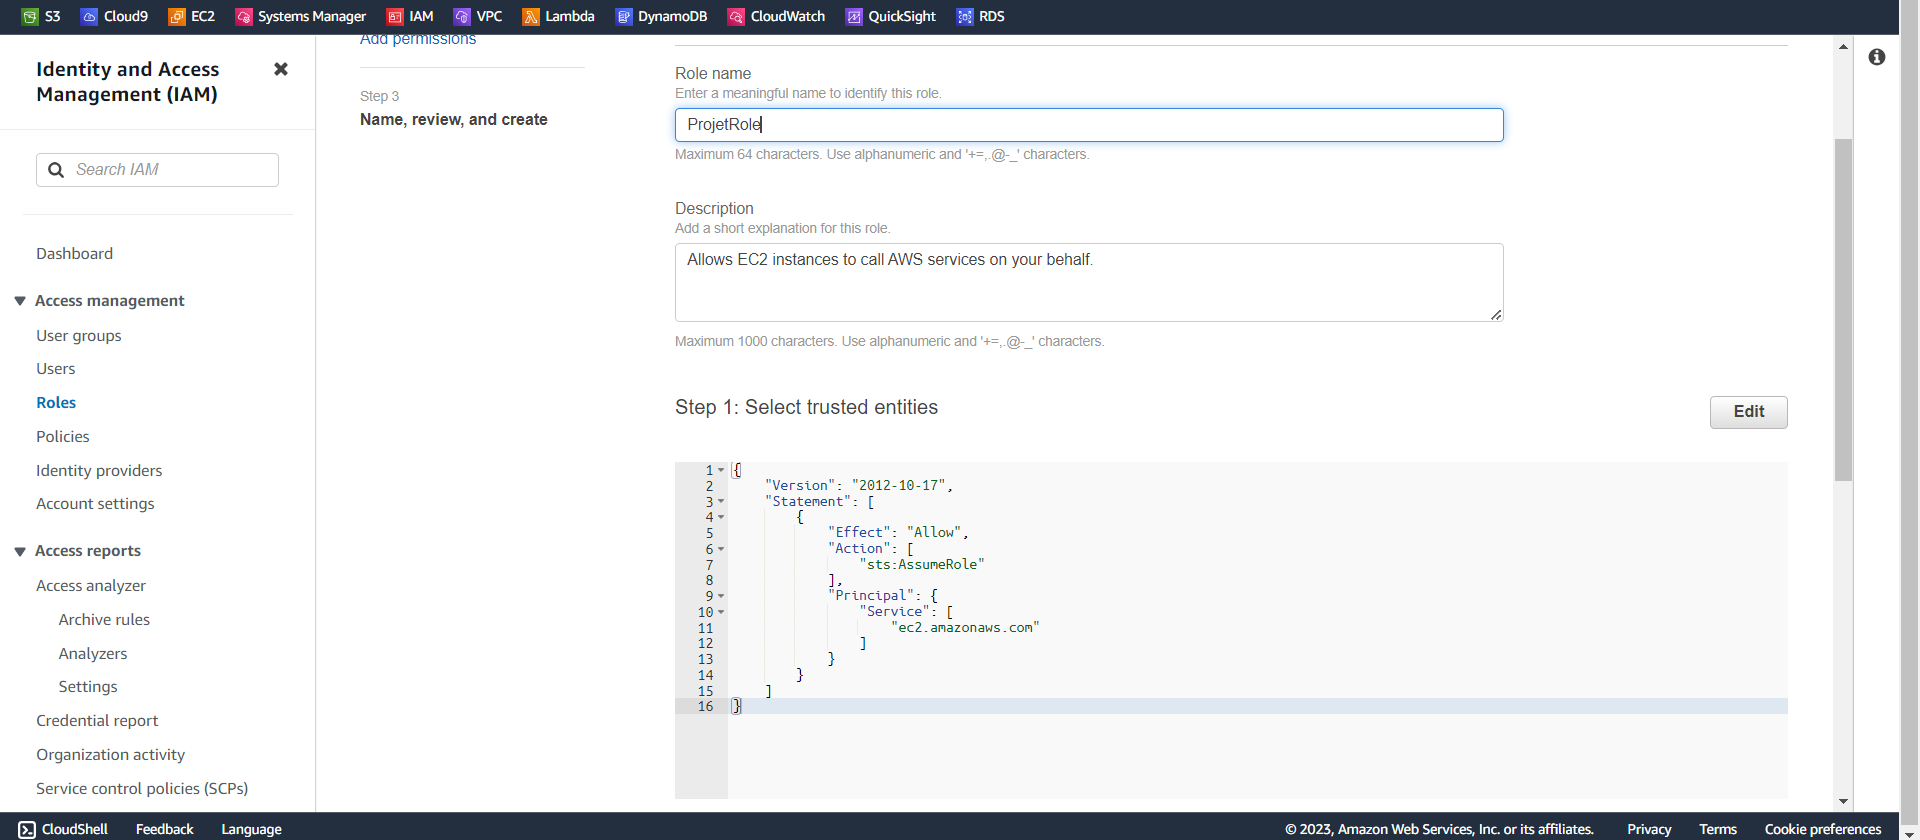 S3 Cloud9 EC2 Systems Manager IAM VPC Lambda DynamoDB CloudWatch QuickSight RDS
Identity and Access
Management (IAM)
Search IAM
Dashboard
Access management
User groups
Users
Roles
Policies
Identity providers
Account settings
Access reports
Access analyzer
Archive rules
Analyzers
Settings
Credential report
Organization activity
Service control policies (SCPs)
Add permissions
Step 3
Name, review, and create
Role name
Enter a meaningful name to identify this role.
ProjetRole
Maximum 64 characters. Use alphanumeric and '+=,.@-_' characters.
Description
Add a short explanation for this role.
Allows EC2 instances to call AWS services on your behalf.
Maximum 1000 characters. Use alphanumeric and '+=,.@-_' characters.
Step 1: Select trusted entities
Edit
1 {
2 "Version": "2012-10-17",
3 "Statement": [
4 {
5 "Effect": "Allow",
6 "Action": [
7 "sts:AssumeRole"
8 ],
9 "Principal": {
10 "Service": [
11 "ec2.amazonaws.com"
12 ]
13 }
14 }
15 ]
16 }
CloudShell Feedback Language © 2023, Amazon Web Services, Inc. or its affiliates. Privacy Terms Cookie preferences